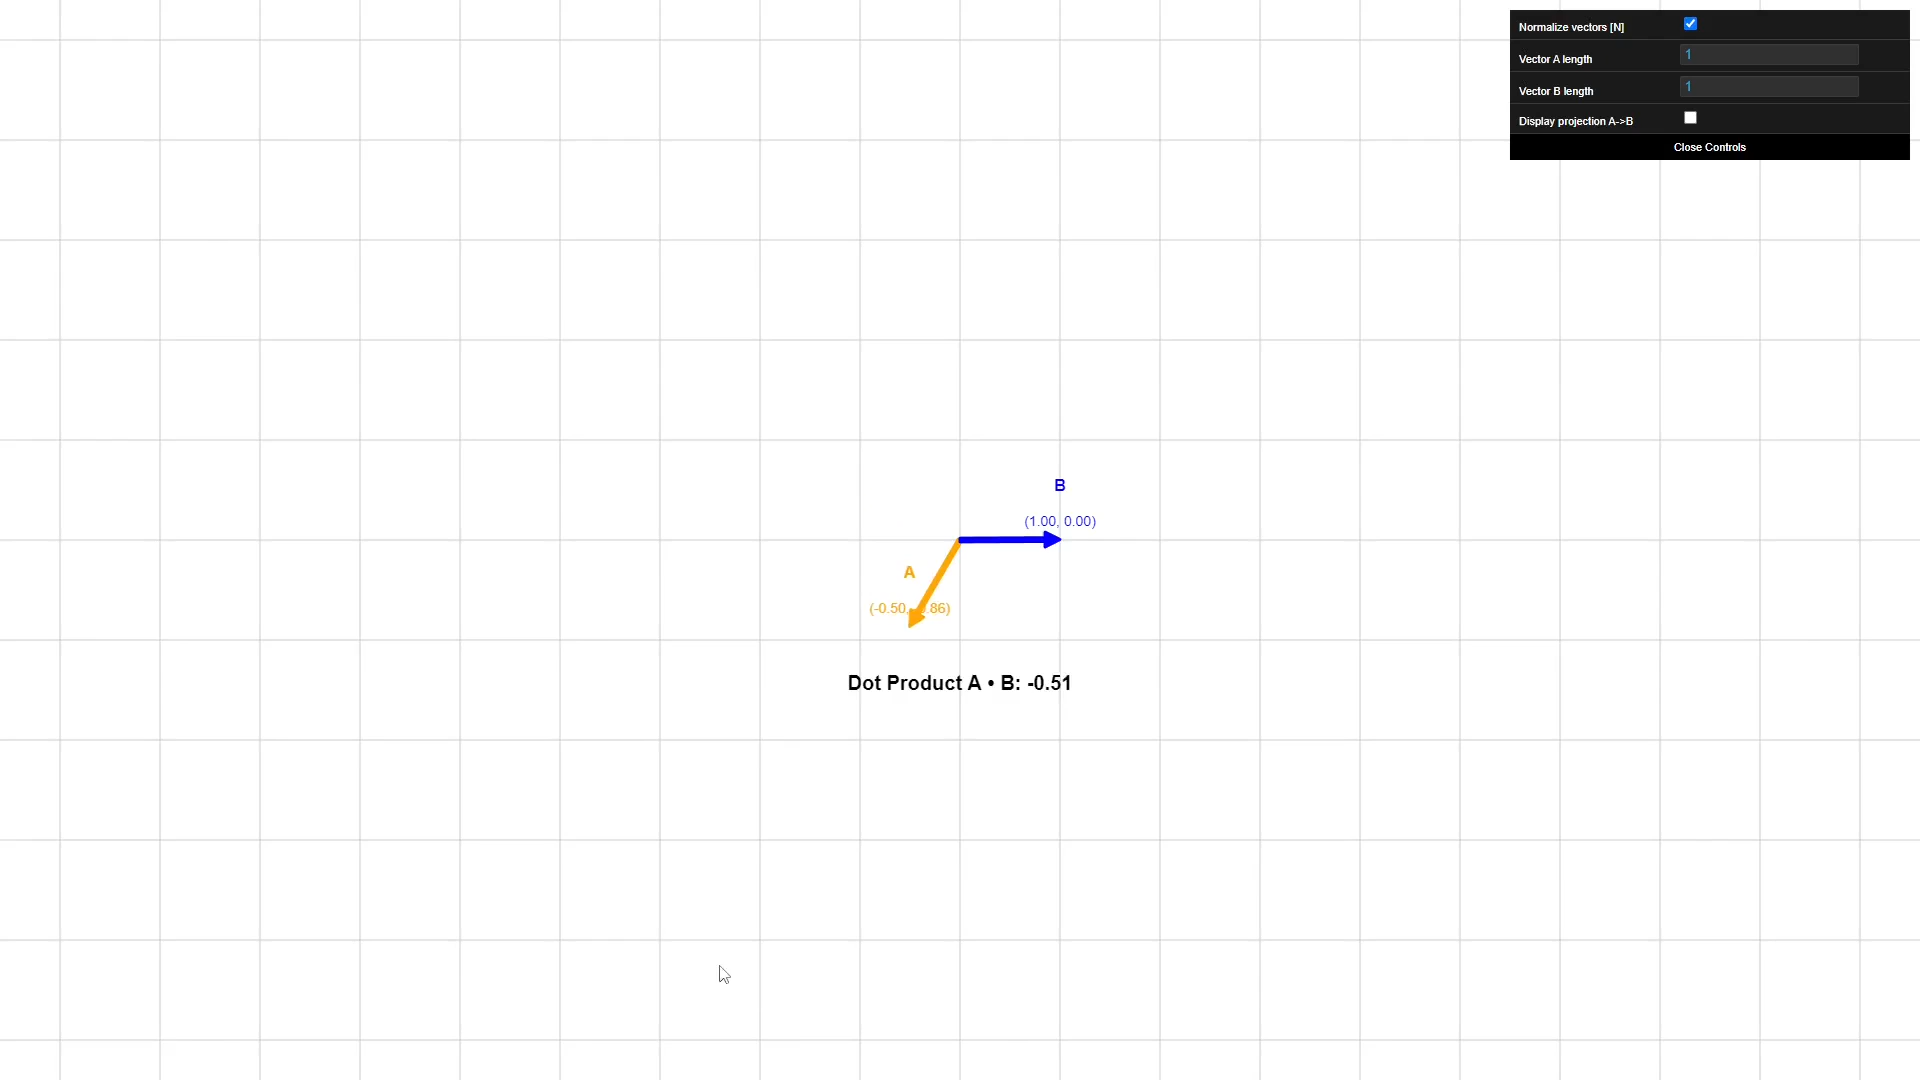 Normalize vectors [N]
Vector A length 1
Vector B length 1
Display projection A->B
Close Controls
B
(1.00, 0.00)
A
(-0.50, .86)
Dot Product A • B: -0.51